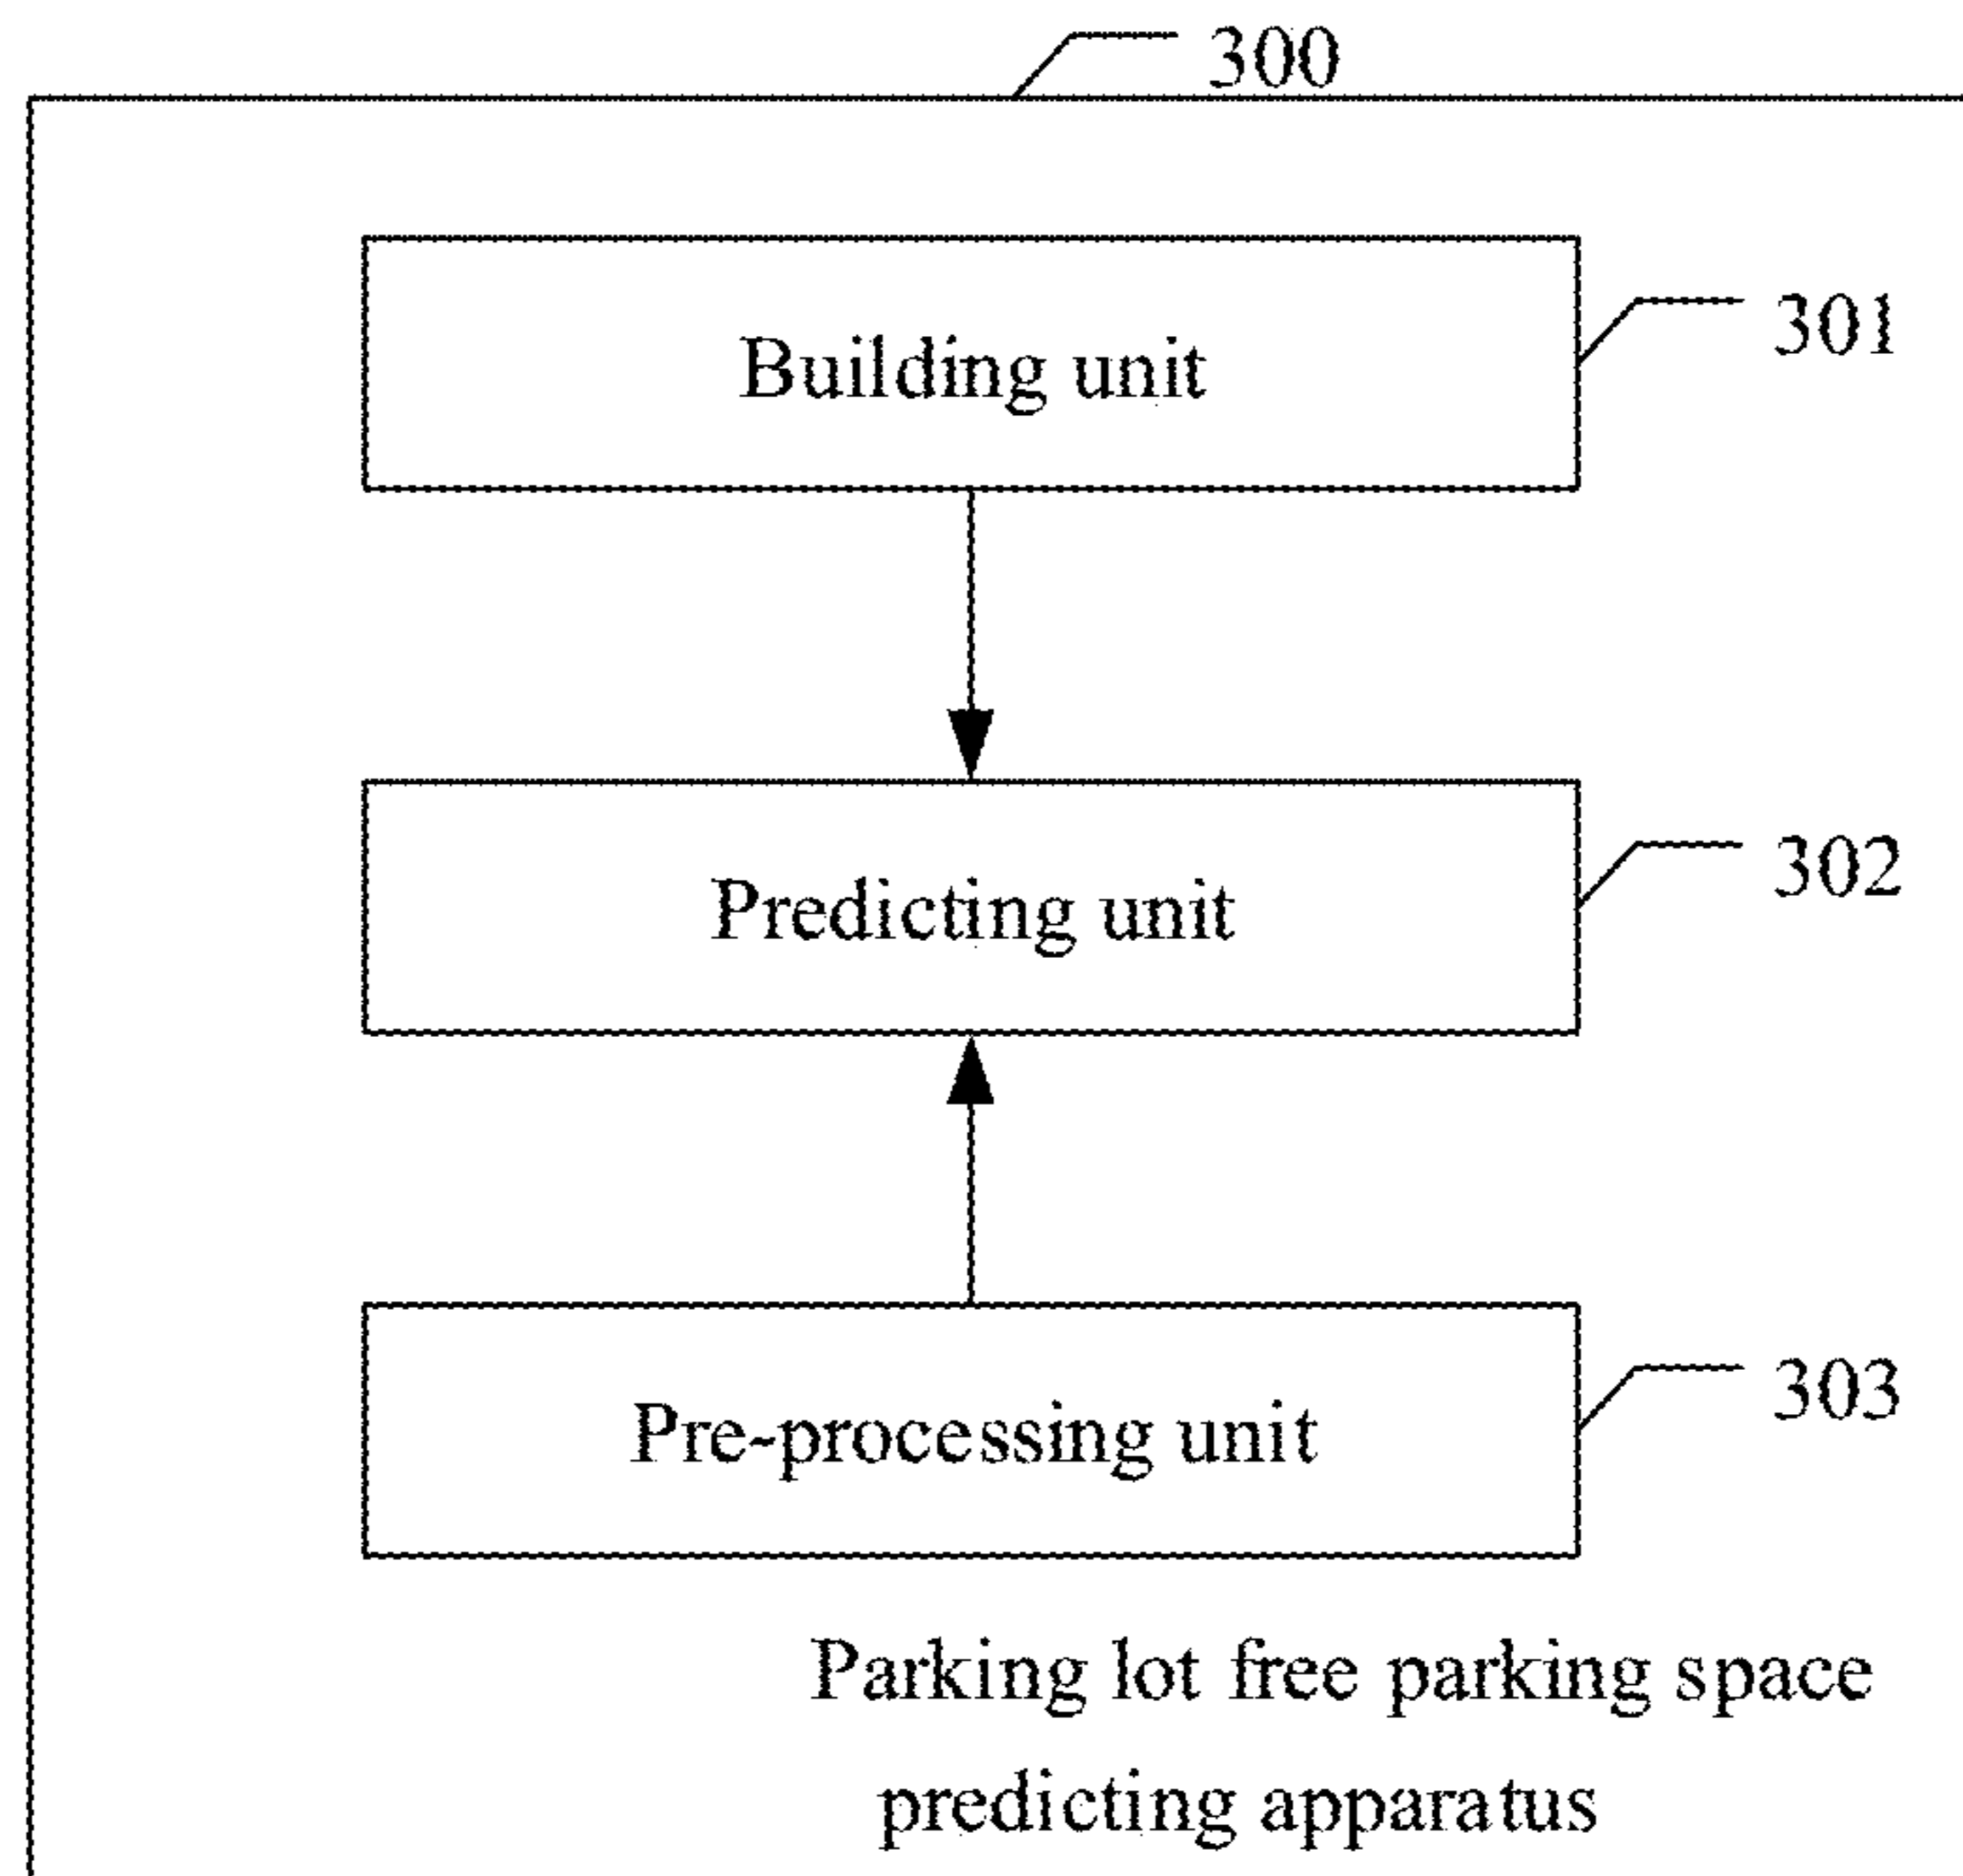 300
Building unit
301
Predicting unit
302
Pre-processing unit
303
Parking lot free parking space
predicting apparatus